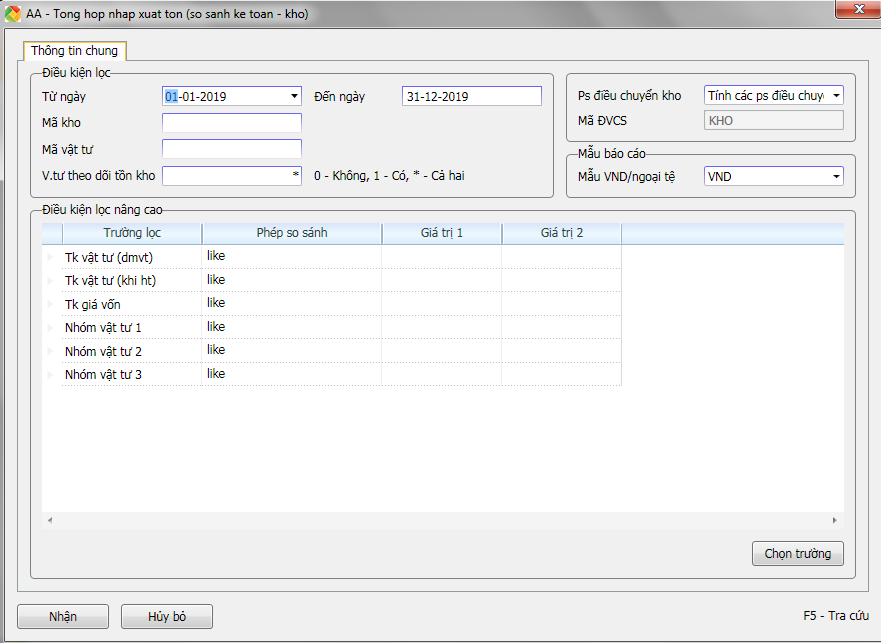 AA - Tong hop nhap xuat ton (so sanh ke toan - kho)
Thông tin chung
Điều kiện lọc
Từ ngày 01-01-2019 Đến ngày 31-12-2019
Mã kho
Mã vật tư
V.tư theo dõi tồn kho * 0 - Không, 1 - Có, * - Cả hai
Ps điều chuyển kho Tính các ps điều chuy
Mã ĐVCS KHO
Mẫu báo cáo
Mẫu VND/ngoại tệ VND
Điều kiện lọc nâng cao
Trường lọc Phép so sánh Giá trị 1 Giá trị 2
Tk vật tư (dmvt) like
Tk vật tư (khi ht) like
Tk giá vốn like
Nhóm vật tư 1 like
Nhóm vật tư 2 like
Nhóm vật tư 3 like
Chọn trường
Nhận Hủy bỏ F5 - Tra cứu